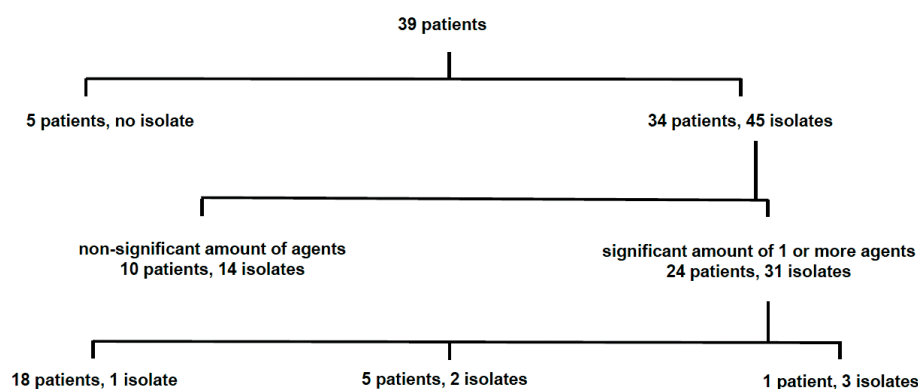 39 patients
5 patients, no isolate
34 patients, 45 isolates
non-significant amount of agents
10 patients, 14 isolates
significant amount of 1 or more agents
24 patients, 31 isolates
18 patients, 1 isolate
5 patients, 2 isolates
1 patient, 3 isolates